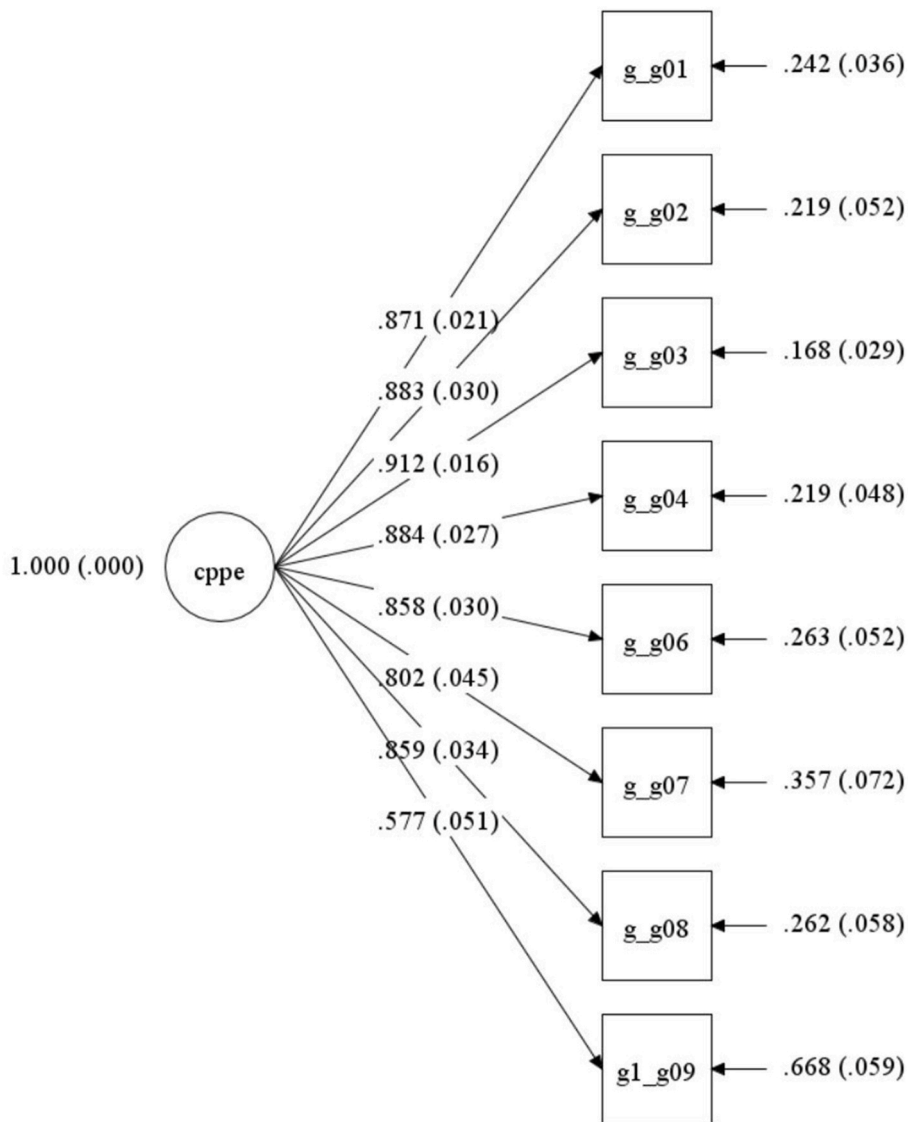 g_g01
.242 (.036)
g_g02
.219 (.052)
.871 (.021)
g_g03
.168 (.029)
.883 (.030)
.912 (.016)
g_g04
.219 (.048)
.884 (.027)
1.000 (.000)
cppe
.858 (.030)
g_g06
.263 (.052)
.802 (.045)
.859 (.034)
g_g07
.357 (.072)
.577 (.051)
g_g08
.262 (.058)
g1_g09
.668 (.059)